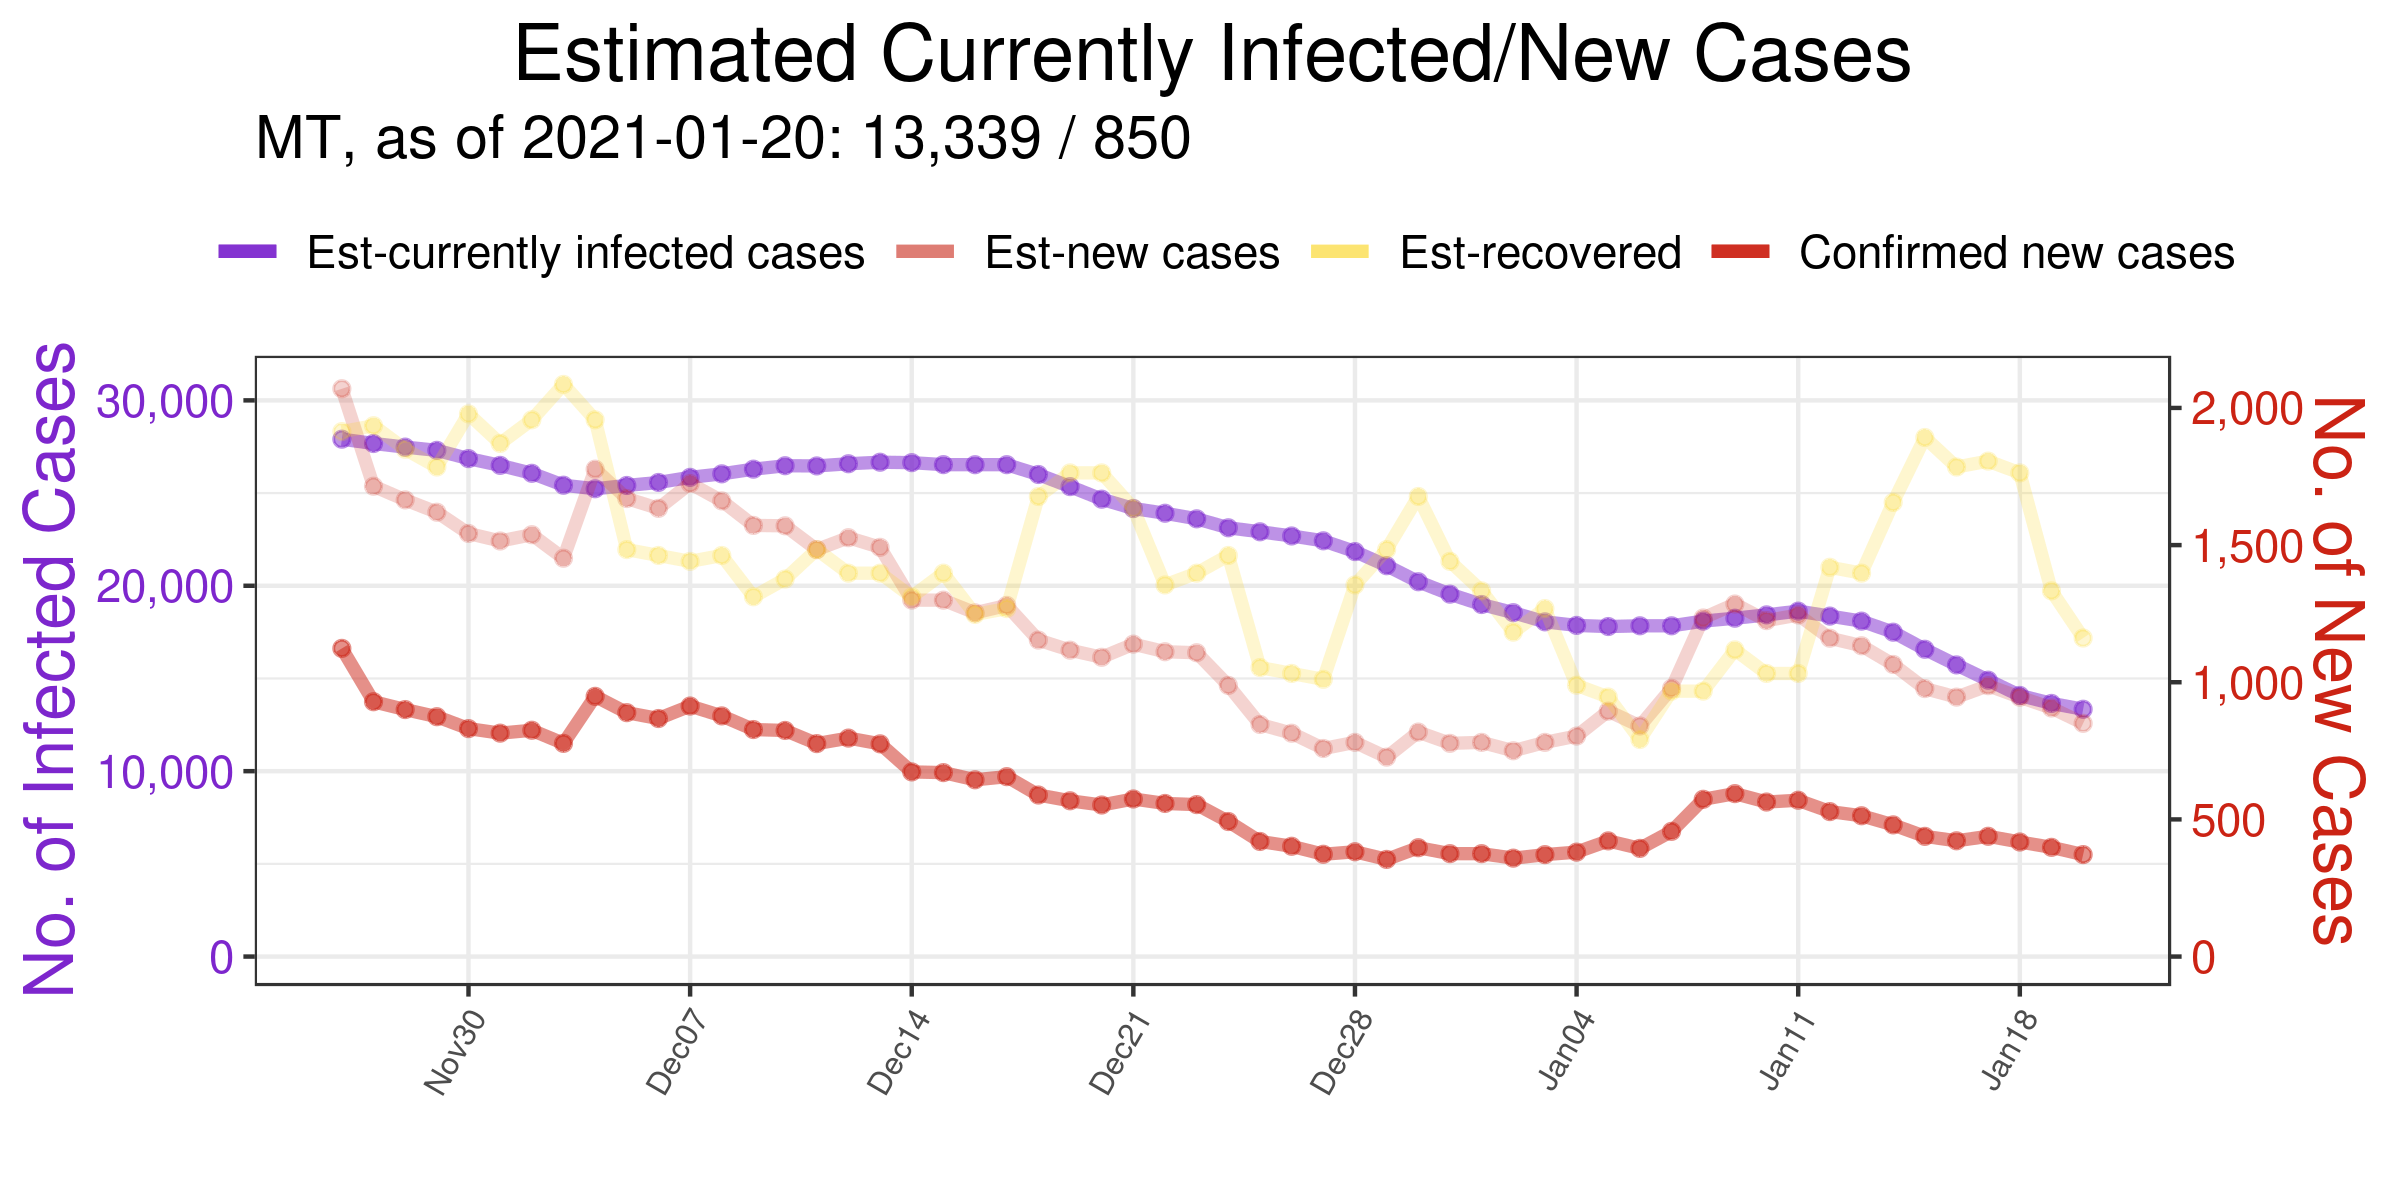 Estimated Currently Infected/New Cases
MT, as of 2021-01-20: 13,339 / 850
Est-currently infected cases Est-new cases Est-recovered Confirmed new cases
No. of Infected Cases
30,000
20,000
10,000
0
2,000
1,500
1,000
500
0
No. of New Cases
Nov30 Dec07 Dec14 Dec21 Dec28 Jan04 Jan11 Jan18